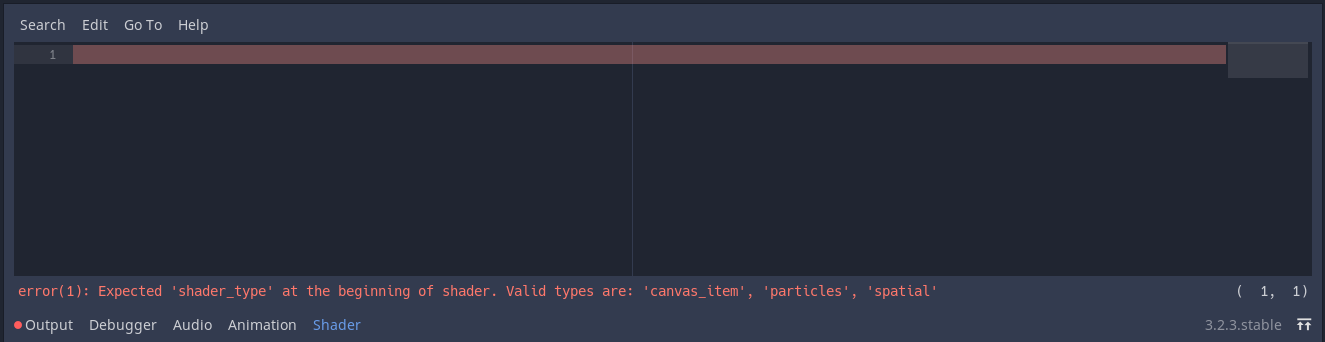 Search Edit Go To Help
1
error(1): Expected 'shader_type' at the beginning of shader. Valid types are: 'canvas_item', 'particles', 'spatial' ( 1, 1)
Output Debugger Audio Animation Shader 3.2.3.stable